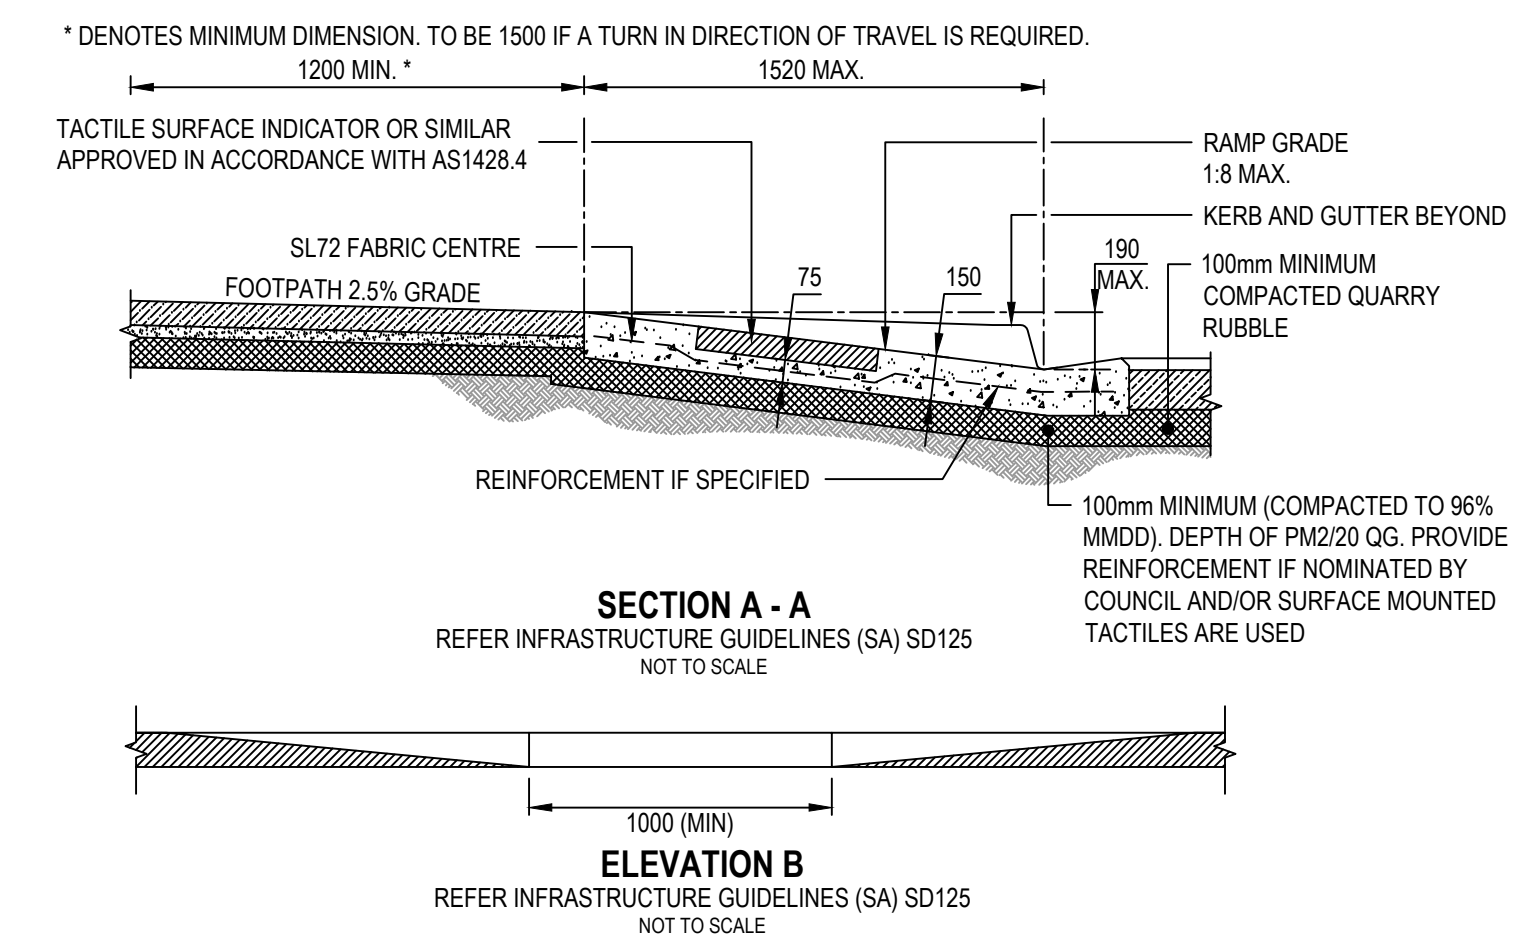 * DENOTES MINIMUM DIMENSION. TO BE 1500 IF A TURN IN DIRECTION OF TRAVEL IS REQUIRED.
1200 MIN. *
1520 MAX.
TACTILE SURFACE INDICATOR OR SIMILAR
APPROVED IN ACCORDANCE WITH AS1428.4
RAMP GRADE
1:8 MAX.
KERB AND GUTTER BEYOND
SL72 FABRIC CENTRE
FOOTPATH 2.5% GRADE
75
150
190
MAX.
100mm MINIMUM
COMPACTED QUARRY
RUBBLE
REINFORCEMENT IF SPECIFIED
100mm MINIMUM (COMPACTED TO 96%
MMDD). DEPTH OF PM2/20 QG. PROVIDE
REINFORCEMENT IF NOMINATED BY
COUNCIL AND/OR SURFACE MOUNTED
TACTILES ARE USED
SECTION A - A
REFER INFRASTRUCTURE GUIDELINES (SA) SD125
NOT TO SCALE
1000 (MIN)
ELEVATION B
REFER INFRASTRUCTURE GUIDELINES (SA) SD125
NOT TO SCALE